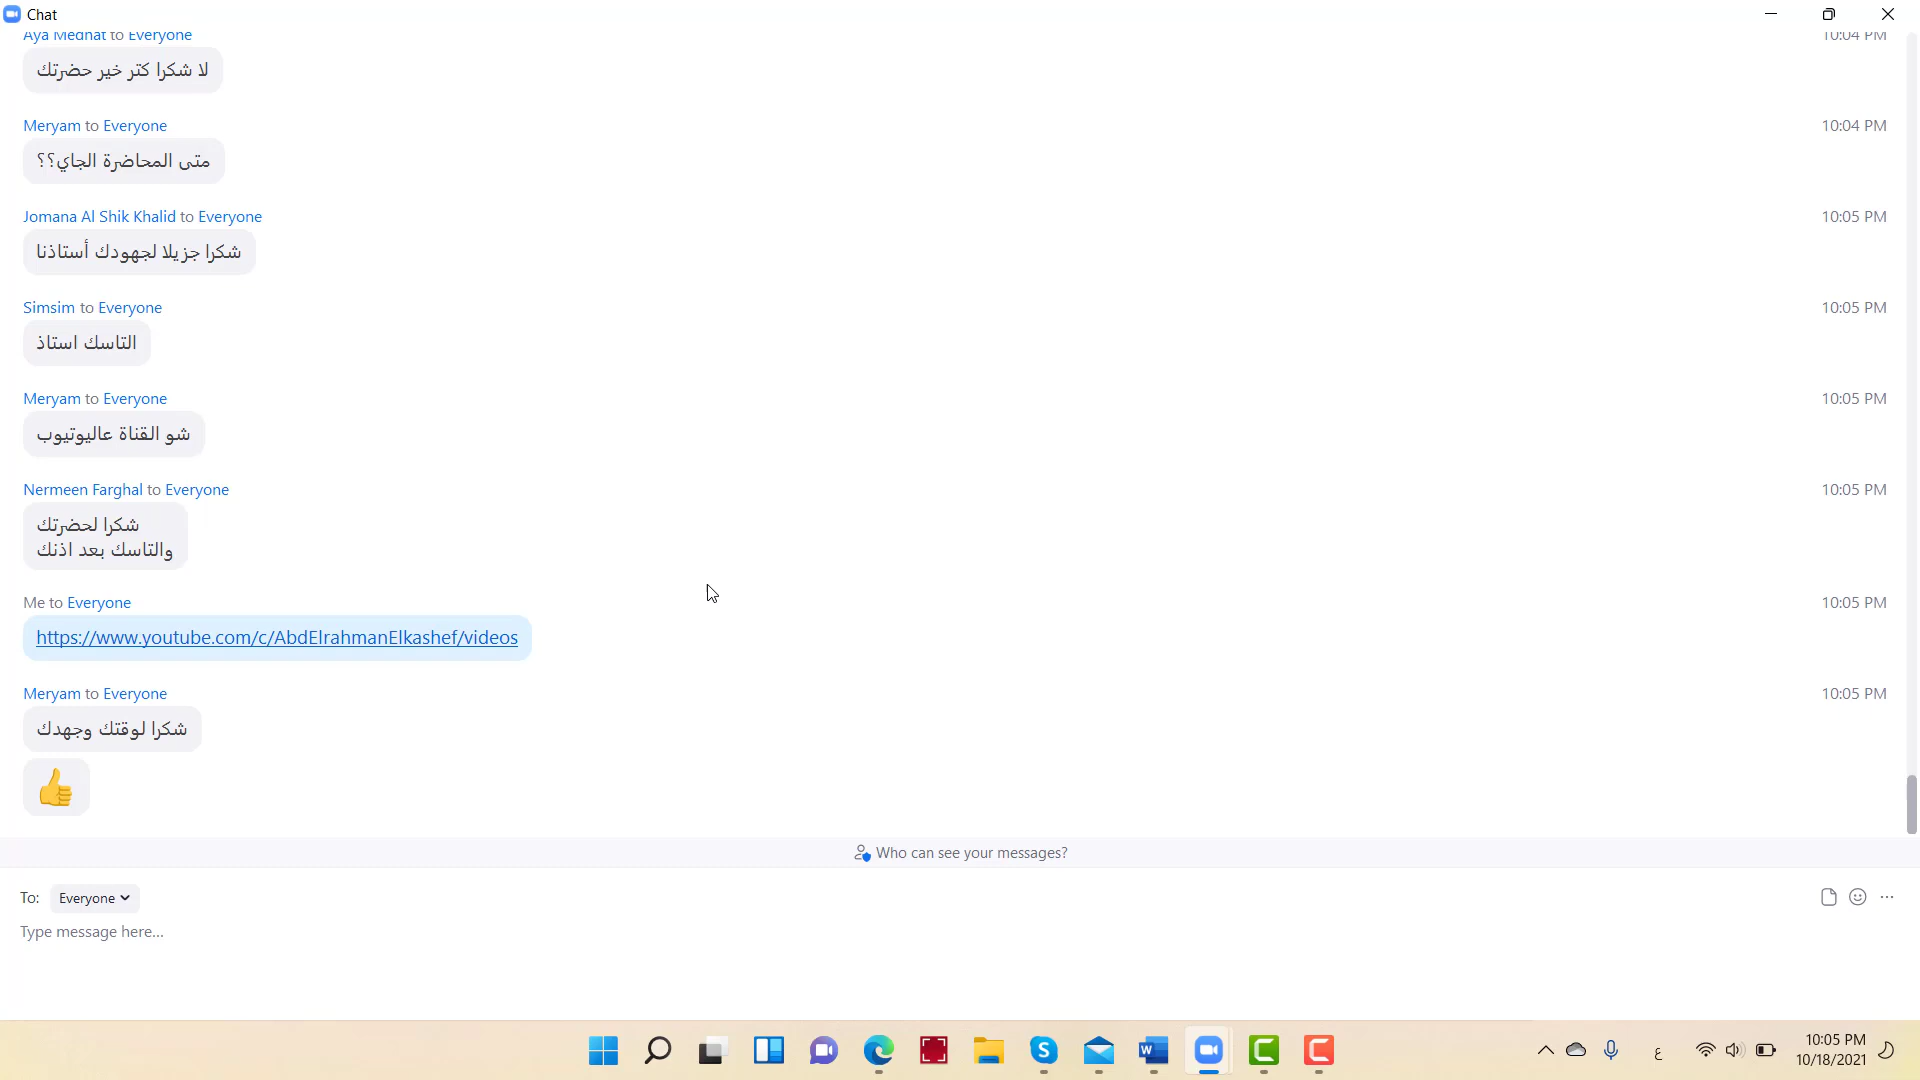 Chat
Aya Medhat to Everyone 10:04 PM
لا شكرا كتر خير حضرتك
Meryam to Everyone 10:04 PM
متى المحاضرة الجاي؟؟
Jomana Al Shik Khalid to Everyone 10:05 PM
شكرا جزيلا لجهودك أستاذنا
Simsim to Everyone 10:05 PM
التاسك استاذ
Meryam to Everyone 10:05 PM
شو القناة عاليوتيوب
Nermeen Farghal to Everyone 10:05 PM
شكرا لحضرتك
والتاسك بعد اذنك
Me to Everyone 10:05 PM
https://www.youtube.com/c/AbdElrahmanElkashef/videos
Meryam to Everyone 10:05 PM
شكرا لوقتك وجهدك
Who can see your messages?
To: Everyone
Type message here...
ع
10:05 PM
10/18/2021